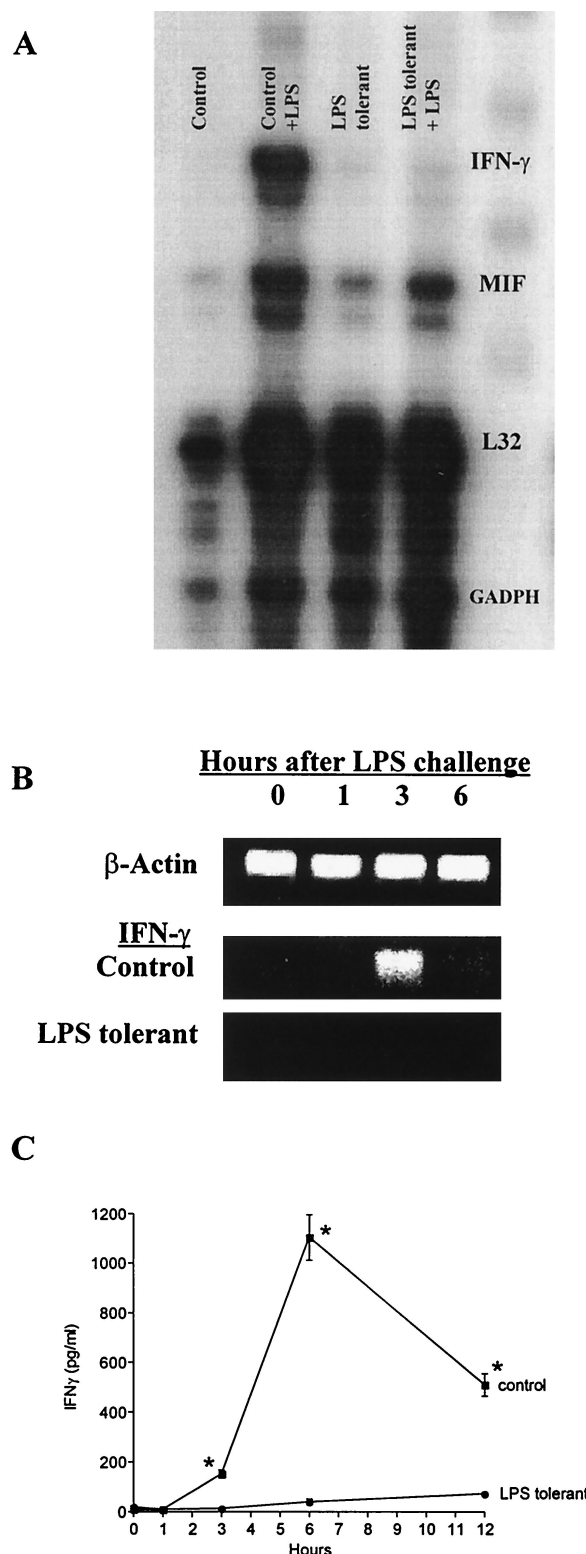 A
Control
Control
+LPS
LPS
tolerant
LPS tolerant
+ LPS
IFN-γ
MIF
L32
GADPH
B
Hours after LPS challenge
0 1 3 6
β-Actin
IFN-γ
Control
LPS tolerant
C
1200
1000
800
600
400
200
0
IFNγ (pg/ml)
*
*
*
control
LPS tolerant
0 1 2 3 4 5 6 7 8 9 10 11 12
Hours